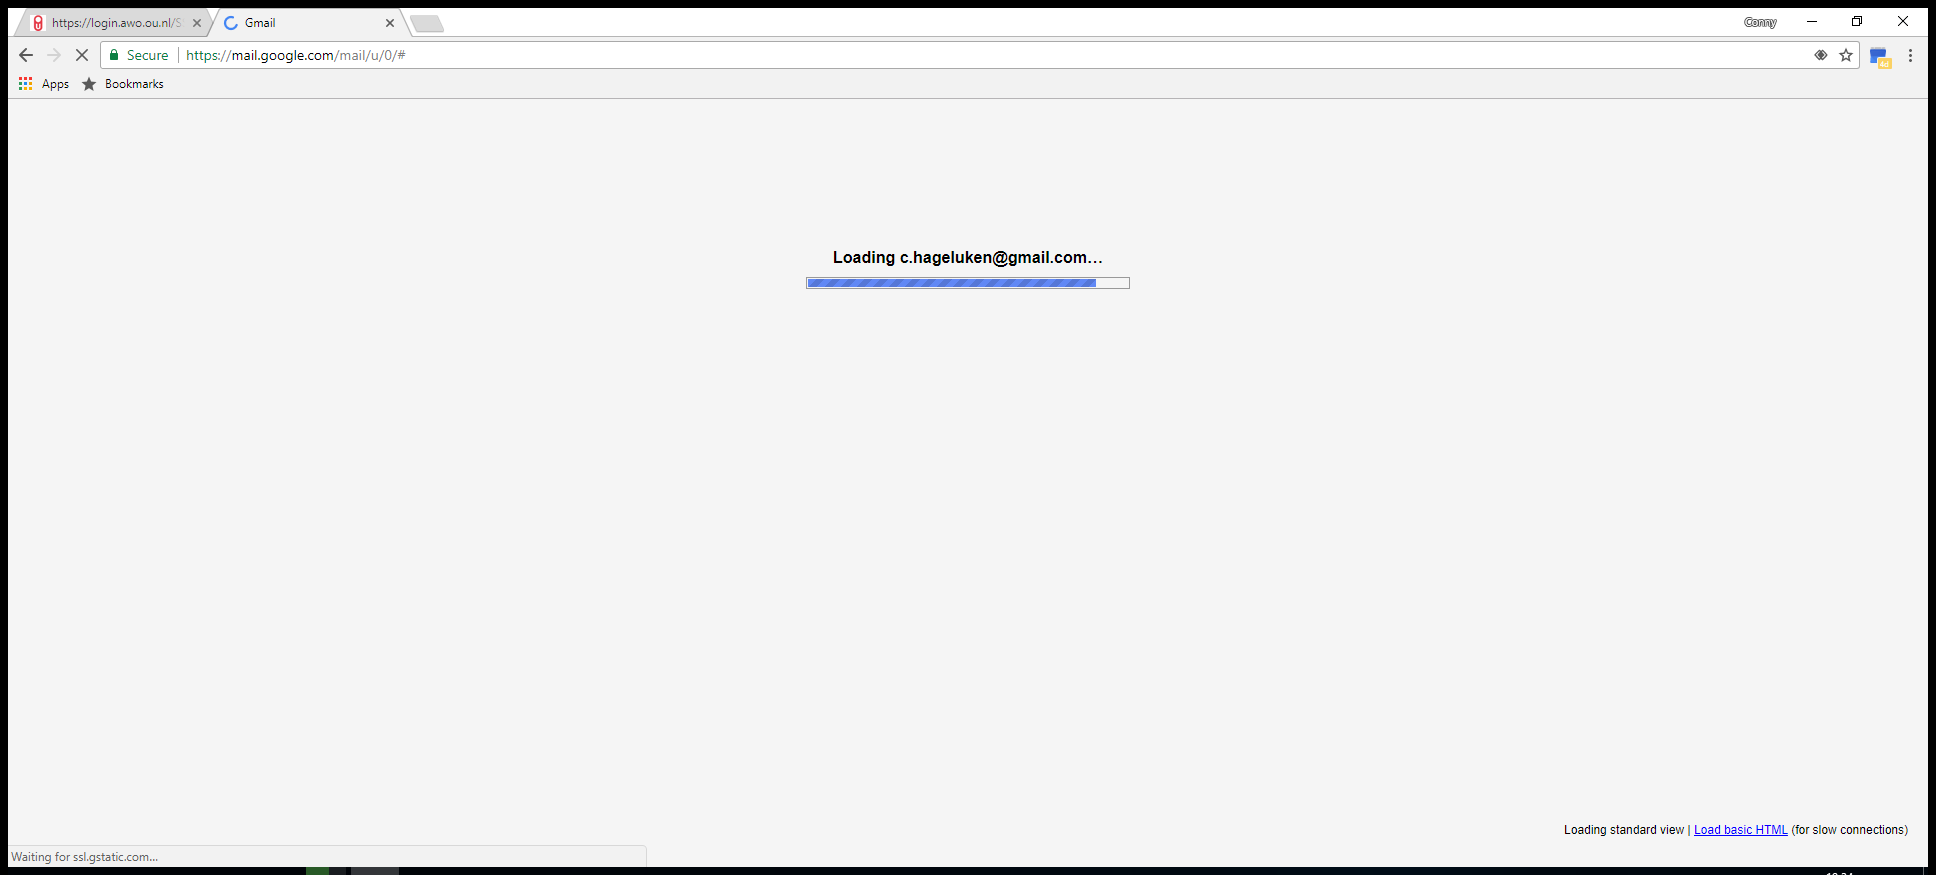 https://login.awo.ou.nl/S
Gmail
Conny
Secure
https://mail.google.com/mail/u/0/#
4d
Apps
Bookmarks
Loading c.hageluken@gmail.com...
Loading standard view | Load basic HTML (for slow connections)
Waiting for ssl.gstatic.com...